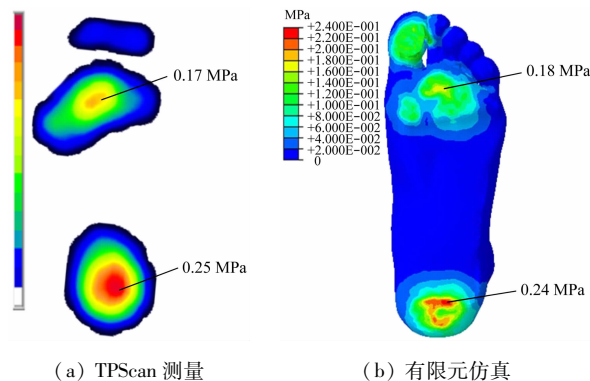 0.17 MPa
0.25 MPa
(a) TPScan 测量
MPa
+2.400E-001
+2.200E-001
+2.000E-001
+1.800E-001
+1.600E-001
+1.400E-001
+1.200E-001
+1.000E-001
+8.000E-002
+6.000E-002
+4.000E-002
+2.000E-002
0
0.18 MPa
0.24 MPa
(b) 有限元仿真